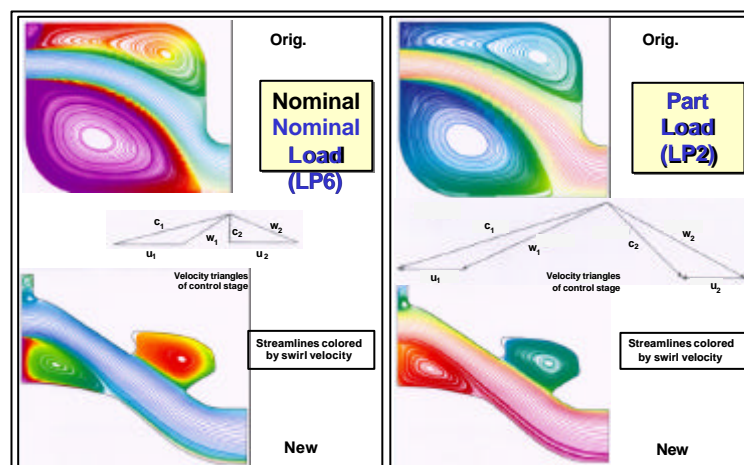 Orig.
Nominal
Nominal
Load
(LP6)
c1
w1
c2
w2
u1
u2
Velocity triangles
of control stage
Streamlines colored
by swirl velocity
New
Orig.
Part
Load
(LP2)
c1
w1
c2
w2
u1
u2
Velocity triangles
of control stage
Streamlines colored
by swirl velocity
New